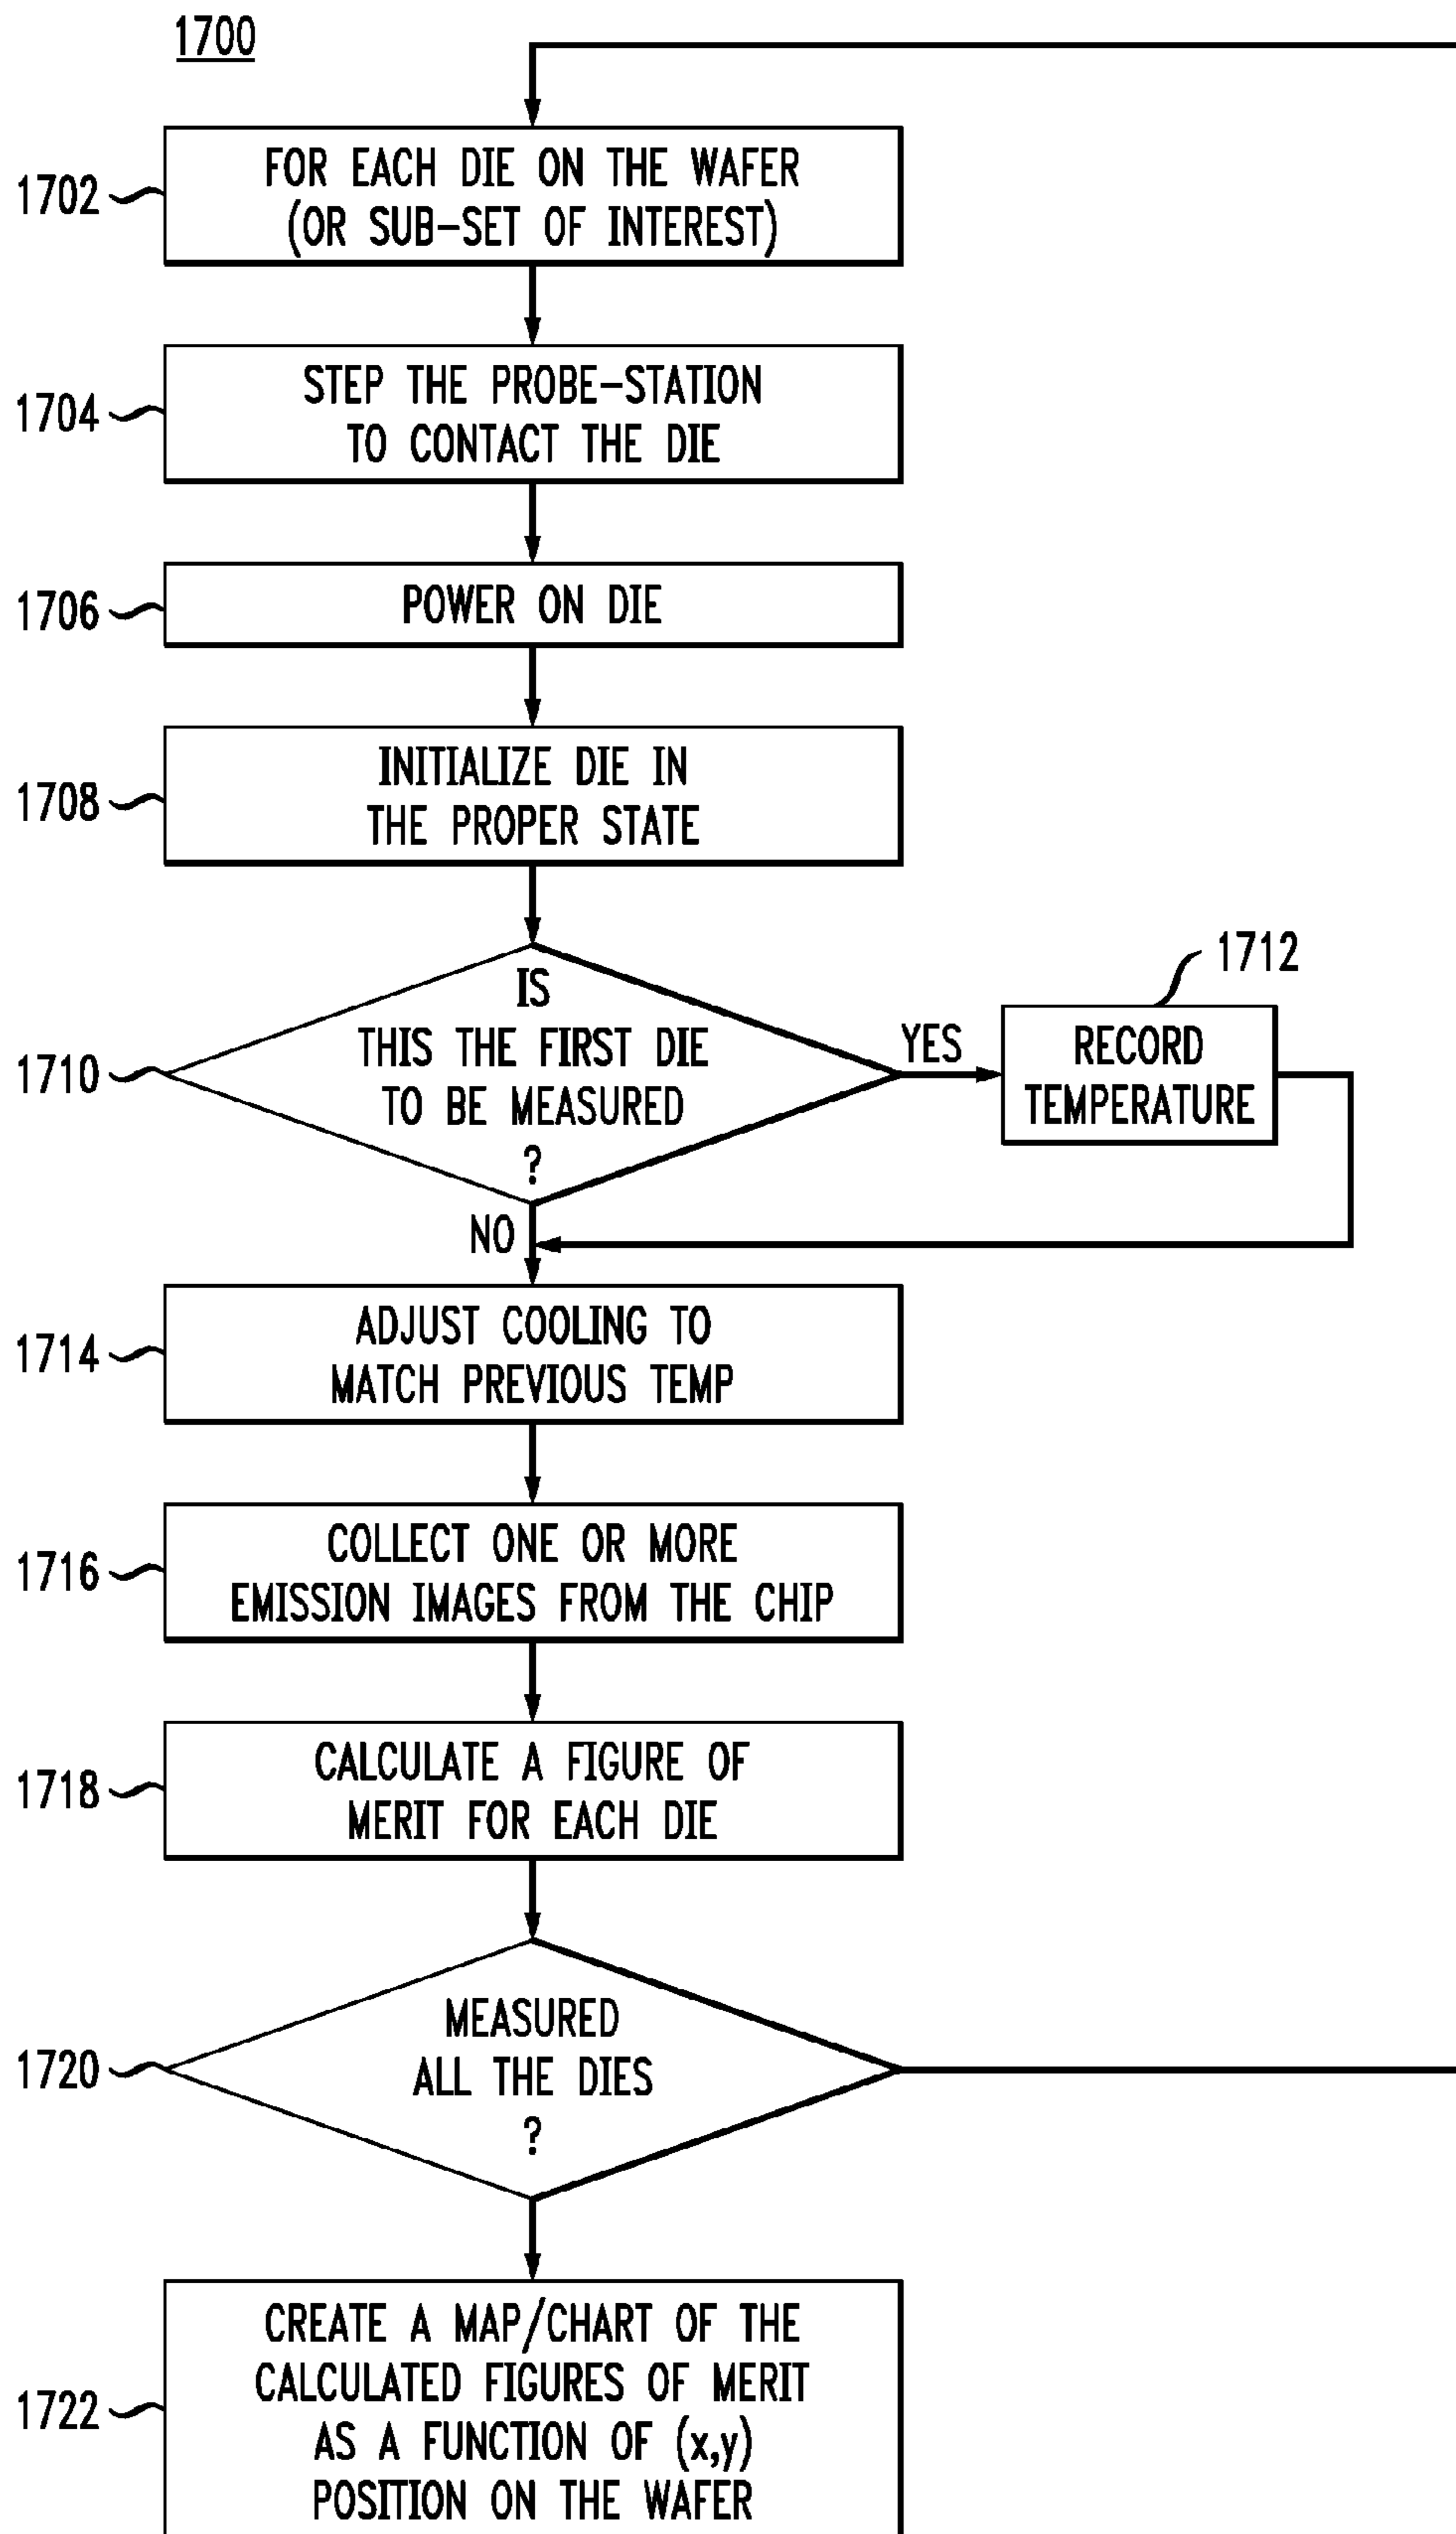 1700
1702
FOR EACH DIE ON THE WAFER
(OR SUB-SET OF INTEREST)
1704
STEP THE PROBE-STATION
TO CONTACT THE DIE
1706
POWER ON DIE
1708
INITIALIZE DIE IN
THE PROPER STATE
1710
IS
THIS THE FIRST DIE
TO BE MEASURED
?
YES
1712
RECORD
TEMPERATURE
NO
1714
ADJUST COOLING TO
MATCH PREVIOUS TEMP
1716
COLLECT ONE OR MORE
EMISSION IMAGES FROM THE CHIP
1718
CALCULATE A FIGURE OF
MERIT FOR EACH DIE
1720
MEASURED
ALL THE DIES
?
1722
CREATE A MAP/CHART OF THE
CALCULATED FIGURES OF MERIT
AS A FUNCTION OF (x,y)
POSITION ON THE WAFER